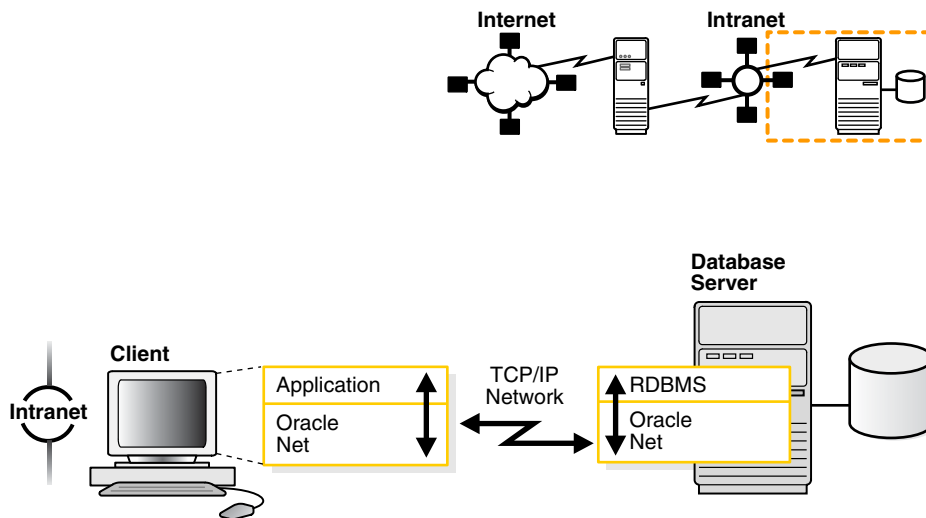 Internet
Intranet
Database
Server
Client
Intranet
Application
Oracle
Net
TCP/IP
Network
RDBMS
Oracle
Net